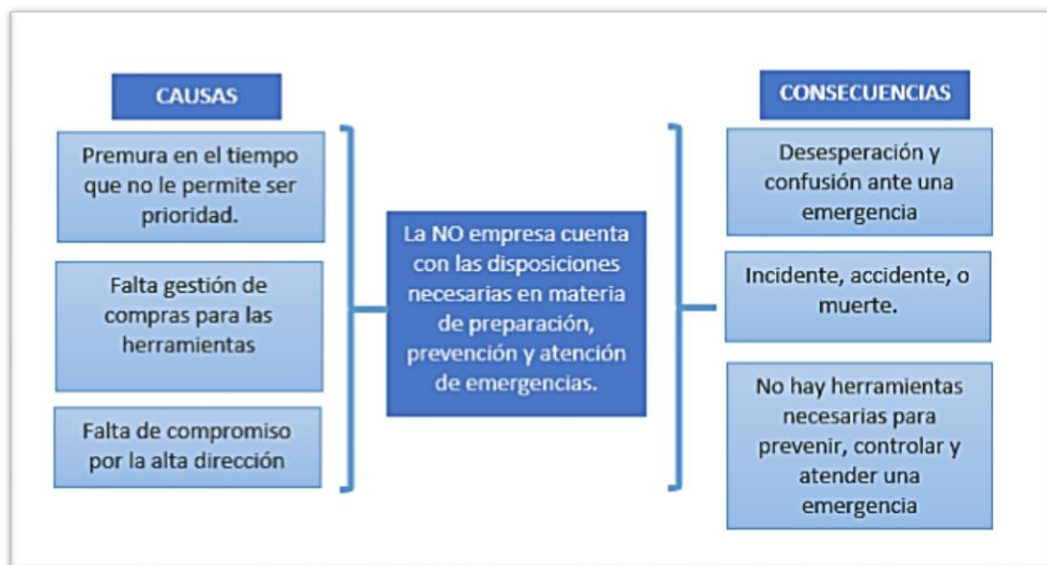 CAUSAS
Premura en el tiempo
que no le permite ser
prioridad.
Falta gestión de
compras para las
herramientas
Falta de compromiso
por la alta dirección
La NO empresa cuenta
con las disposiciones
necesarias en materia
de preparación,
prevención y atención
de emergencias.
CONSECUENCIAS
Desesperación y
confusión ante una
emergencia
Incidente, accidente, o
muerte.
No hay herramientas
necesarias para
prevenir, controlar y
atender una
emergencia